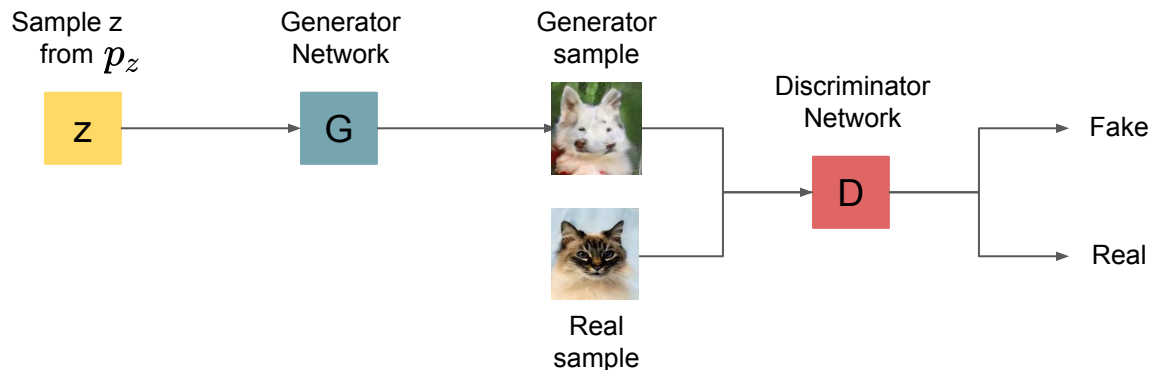 Sample z
from p_z
Generator
Network
Generator
sample
Discriminator
Network
z
G
D
Fake
Real
Real
sample